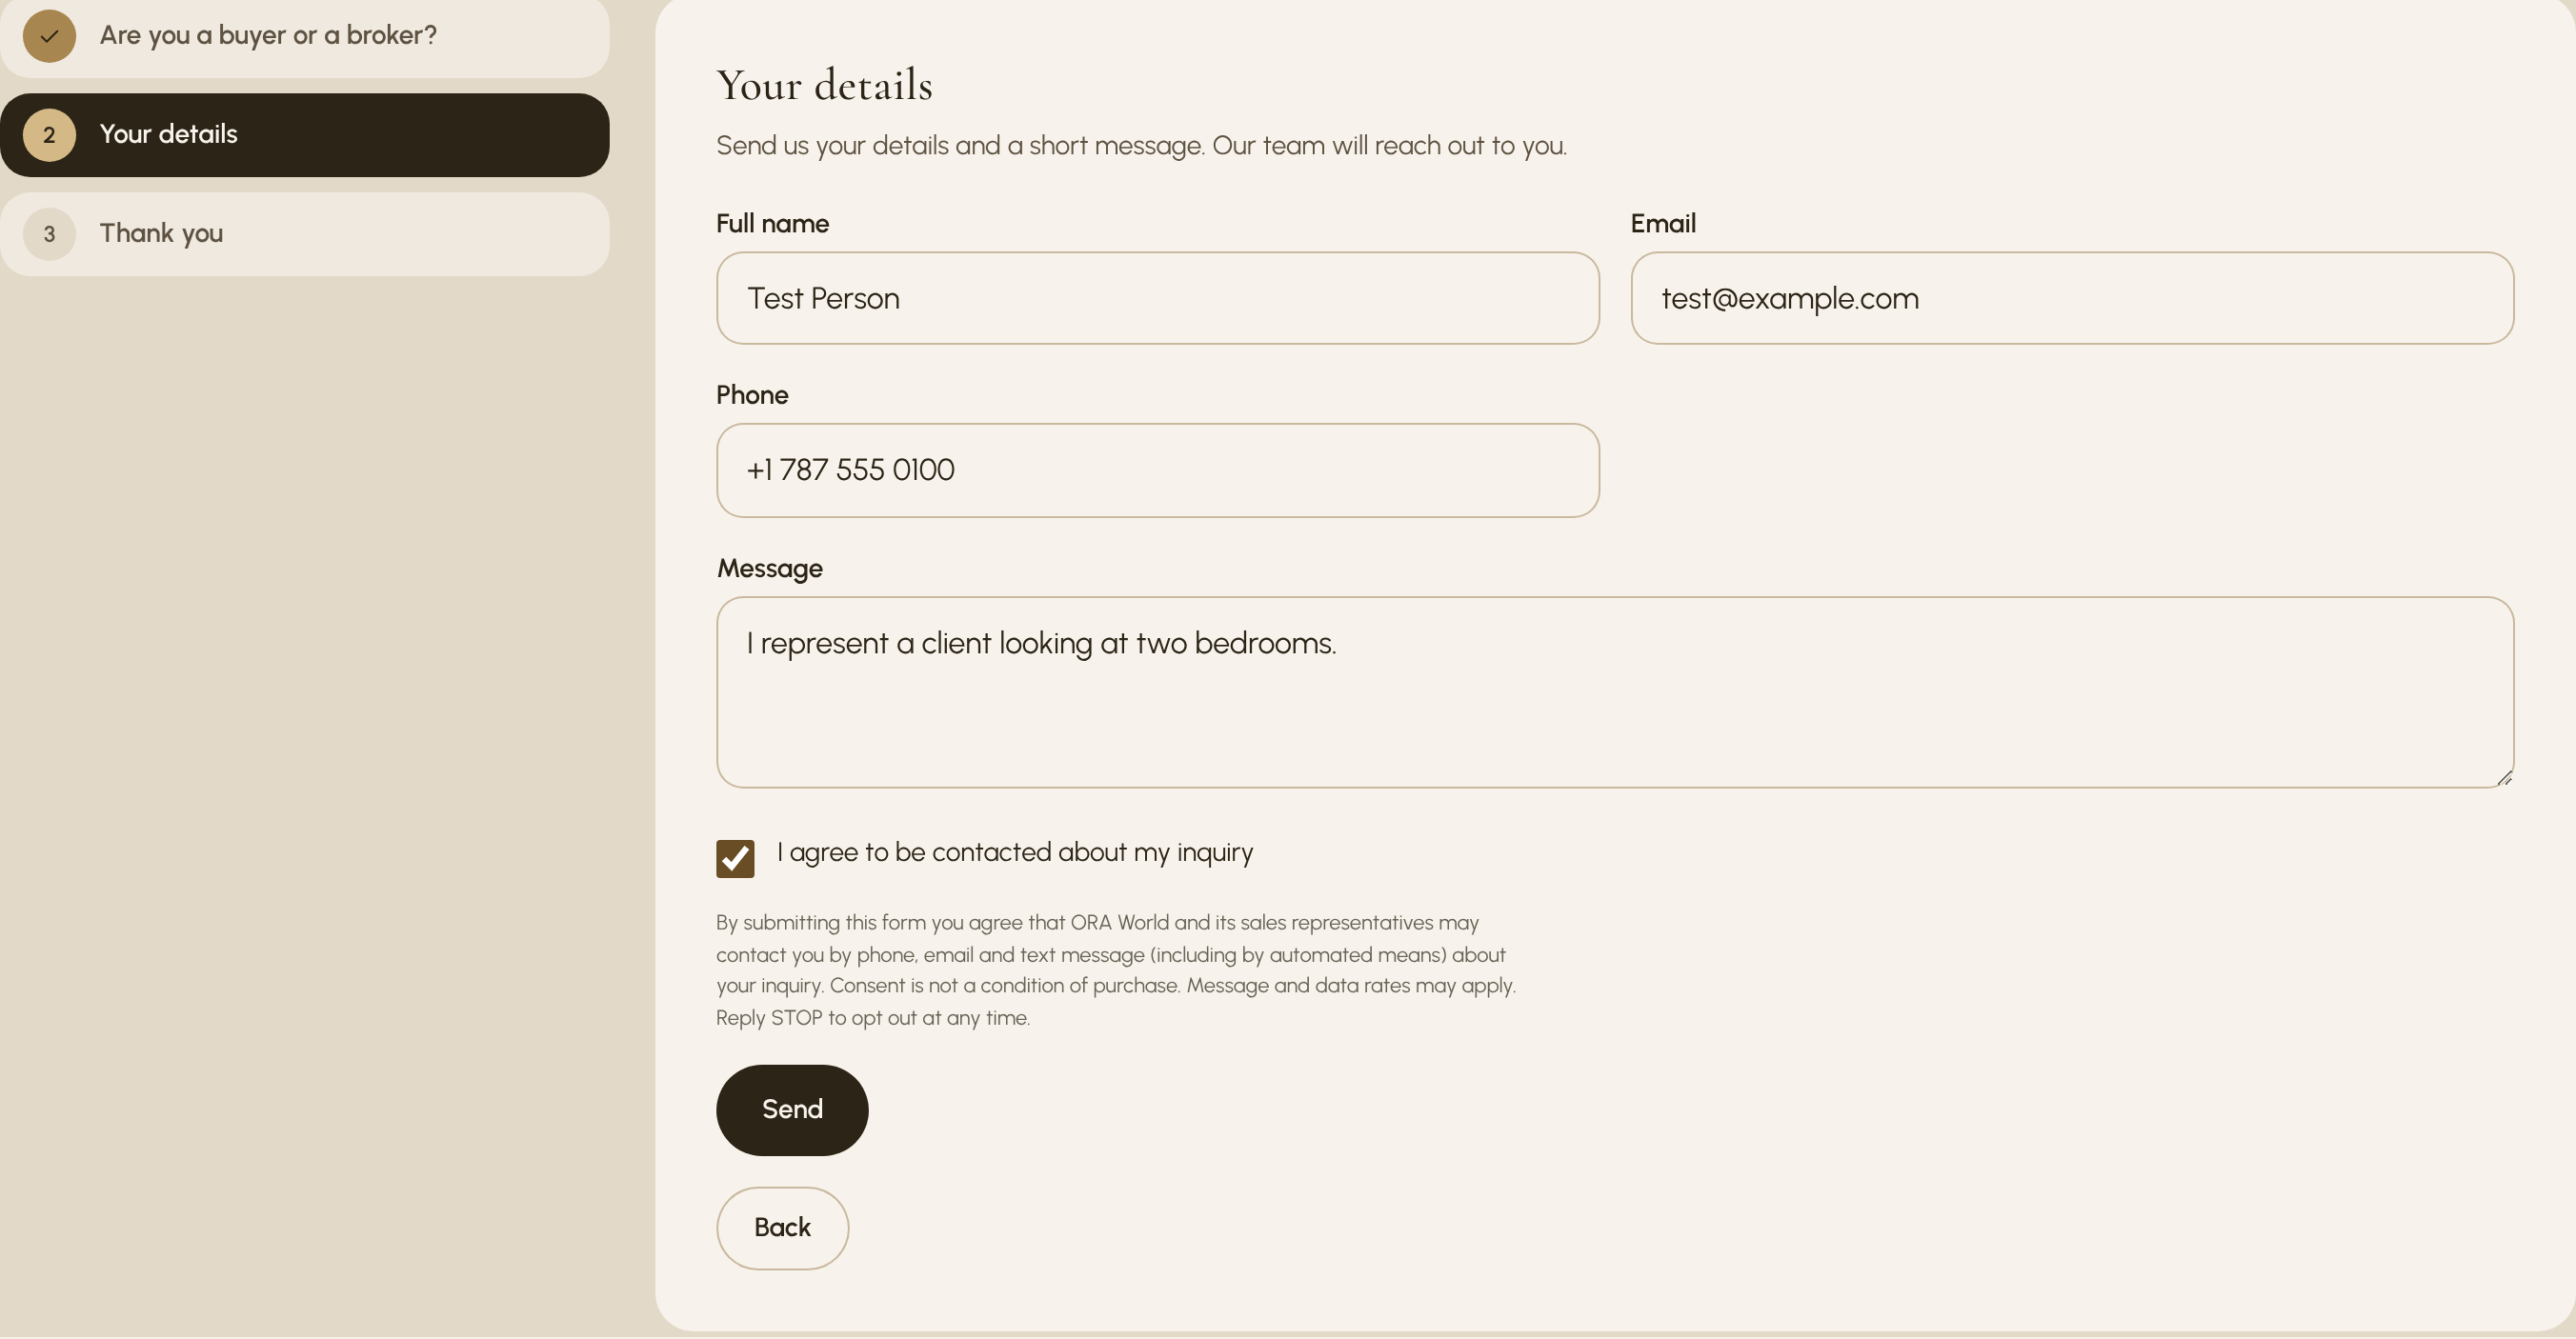 Are you a buyer or a broker?
2
Your details
3
Thank you
Your details
Send us your details and a short message. Our team will reach out to you.
Full name
Test Person
Email
test@example.com
Phone
+1 787 555 0100
Message
I represent a client looking at two bedrooms.
I agree to be contacted about my inquiry
By submitting this form you agree that ORA World and its sales representatives may
contact you by phone, email and text message (including by automated means) about
your inquiry. Consent is not a condition of purchase. Message and data rates may apply.
Reply STOP to opt out at any time.
Send
Back